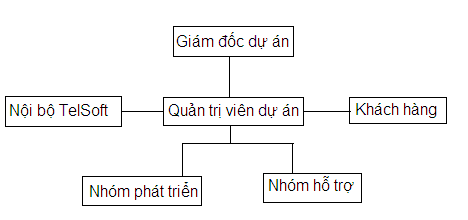 Giám đốc dự án
Nội bộ TelSoft
Quản trị viên dự án
Khách hàng
Nhóm phát triển
Nhóm hỗ trợ